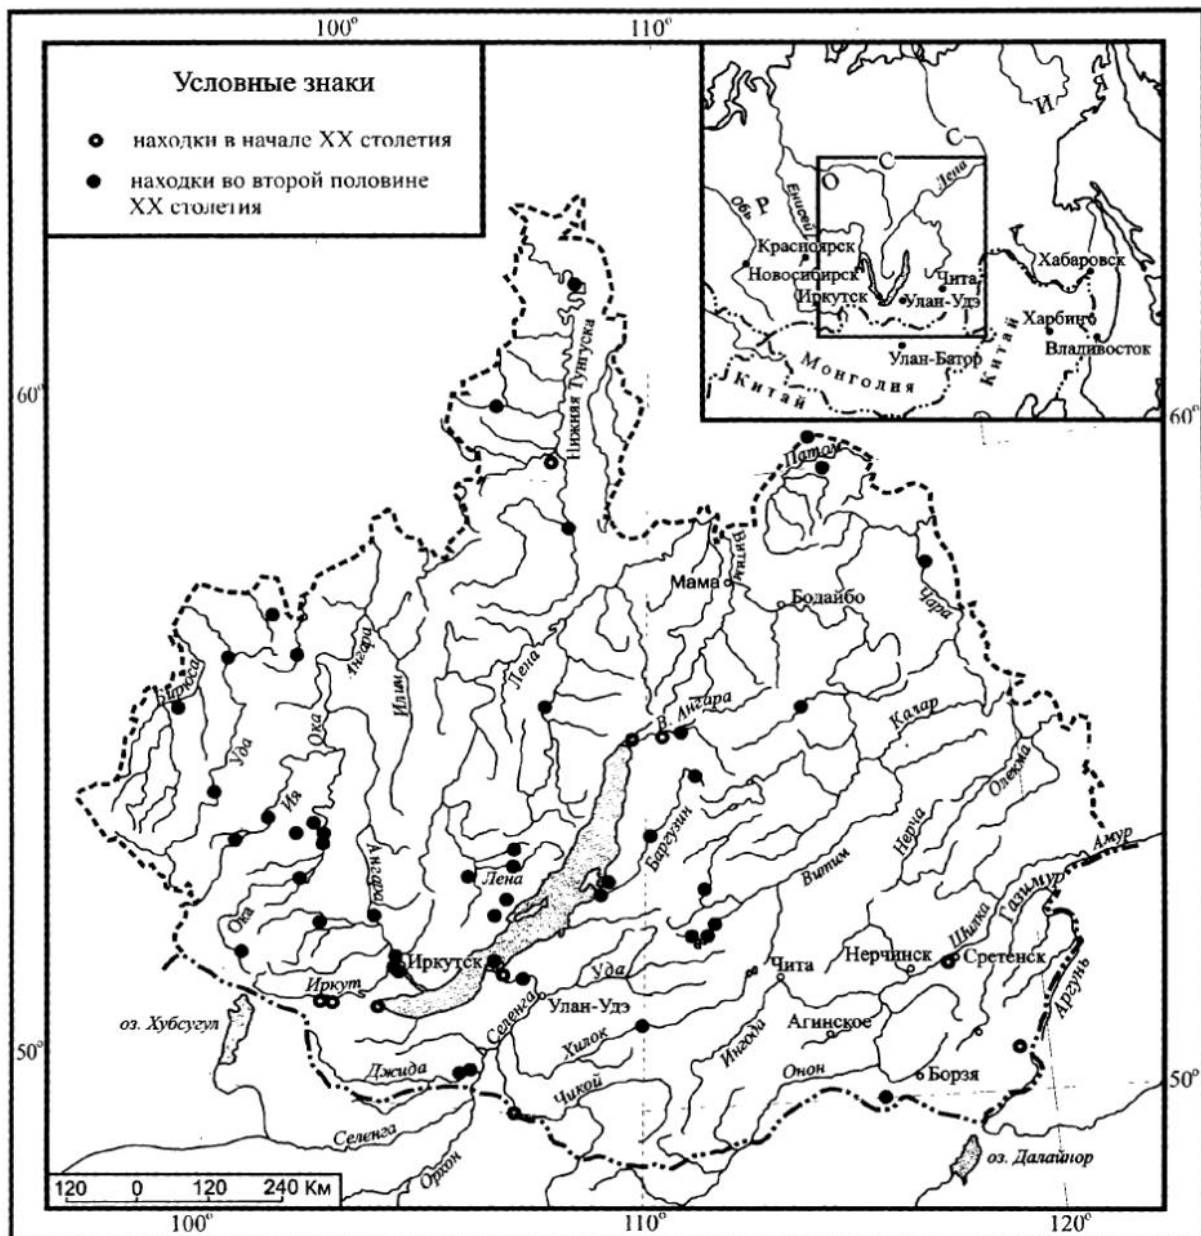 100°
110°
Условные знаки
находки в начале XX столетия
находки во второй половине
XX столетия
Р О С С И Я
Обь
Енисей
Лена
Красноярск
Новосибирск
Иркутск
Чита
Улан-Удэ
Хабаровск
Харбин
Владивосток
Улан-Батор
Монголия
Китай
Китай
60°
60°
Нижняя Тунгуска
Патом
Мама
Витим
Бодайбо
Чара
Бирюса
Уда
Ока
Ангара
Илим
Лена
В. Ангара
Калар
Олекма
Ия
Ангара
Лена
Баргузин
Витим
Нерча
Амур
Газимур
Шилка
Аргунь
Ока
Иркутск
Иркут
Уда
Чита
Нерчинск
Сретенск
оз. Хубсугул
Селенга
Улан-Удэ
Хилок
Ингода
Агинское
50°
Джида
Чикой
Онон
Борзя
50°
Селенга
Орхон
оз. Далайнор
120 0 120 240 Км
100°
110°
120°